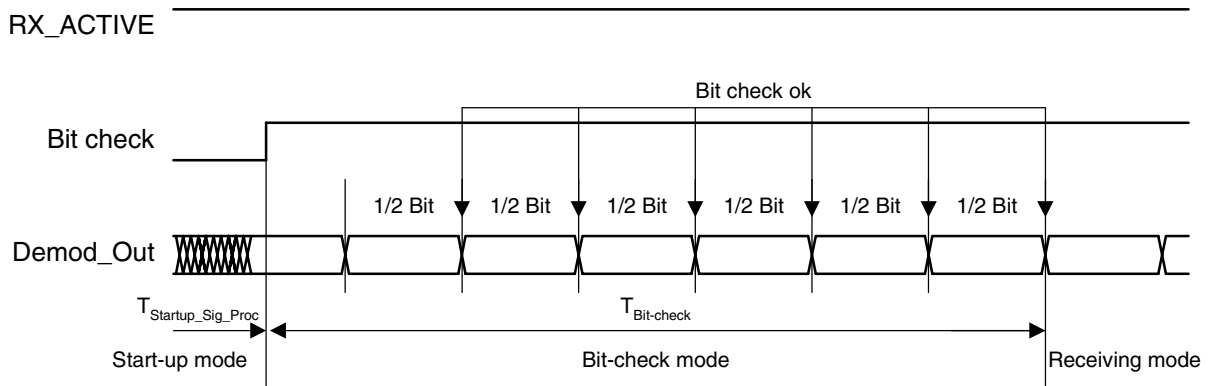 RX_ACTIVE
Bit check ok
Bit check
1/2 Bit 1/2 Bit 1/2 Bit 1/2 Bit 1/2 Bit 1/2 Bit
Demod_Out
TStartup_Sig_Proc TBit-check
Start-up mode Bit-check mode Receiving mode